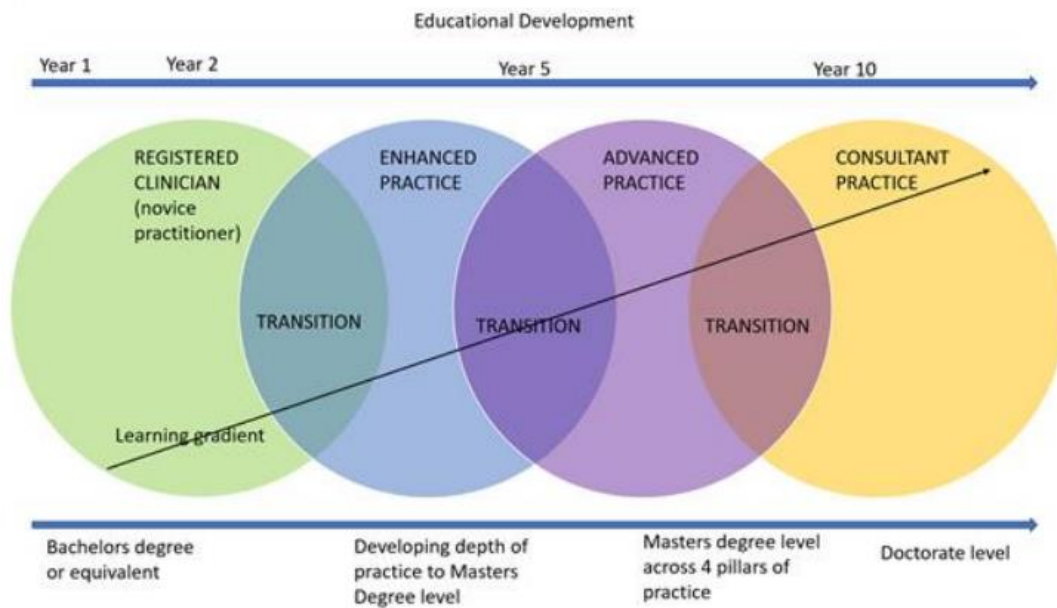 Educational Development
Year 1
Year 2
Year 5
Year 10
REGISTERED
CLINICIAN
(novice
practitioner)
ENHANCED
PRACTICE
ADVANCED
PRACTICE
CONSULTANT
PRACTICE
TRANSITION
TRANSITION
TRANSITION
Learning gradient
Bachelors degree
or equivalent
Developing depth of
practice to Masters
Degree level
Masters degree level
across 4 pillars of
practice
Doctorate level